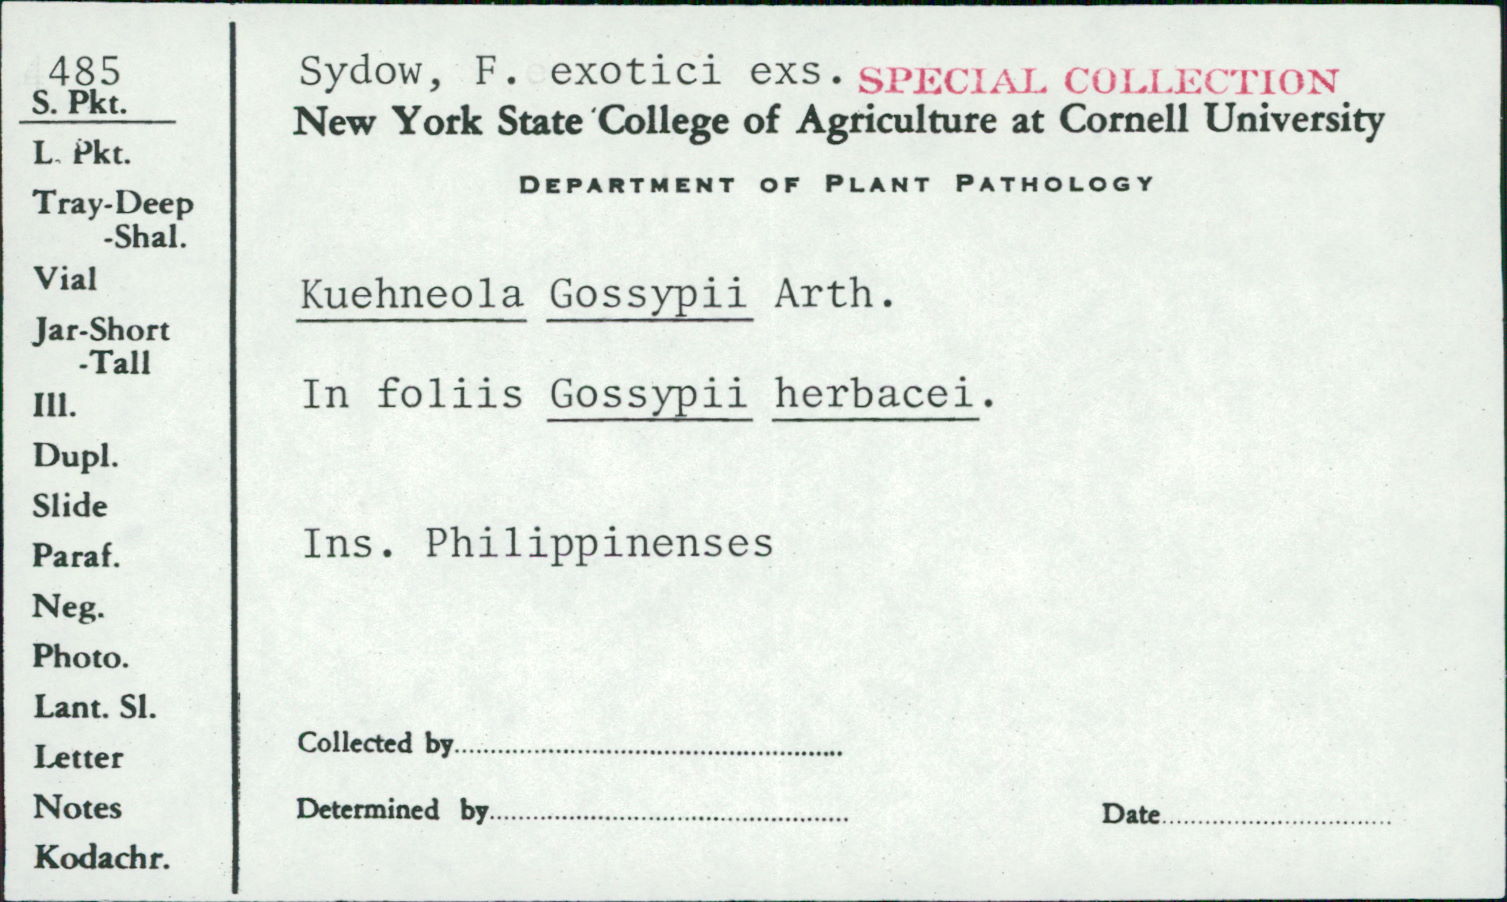 485
S. Pkt.
L. Pkt.
Tray-Deep
-Shal.
Vial
Jar-Short
-Tall
Ill.
Dupl.
Slide
Paraf.
Neg.
Photo.
Lant. Sl.
Letter
Notes
Kodachr.
Sydow, F. exotici exs. SPECIAL COLLECTION
New York State College of Agriculture at Cornell University
DEPARTMENT OF PLANT PATHOLOGY
Kuehneola Gossypii Arth.
In foliis Gossypii herbacei.
Ins. Philippinenses
Collected by
Determined by
Date